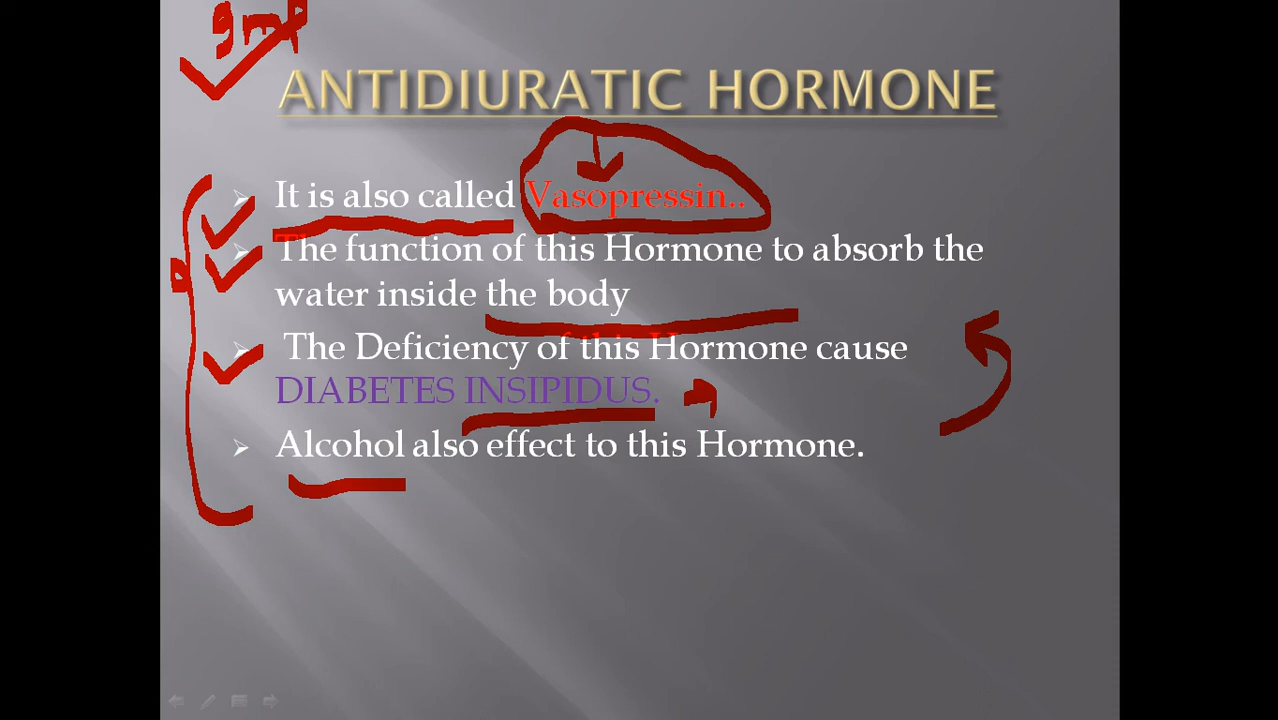 gmp
ANTIDIURATIC HORMONE
It is also called Vasopressin..
The function of this Hormone to absorb the
water inside the body
The Deficiency of this Hormone cause
DIABETES INSIPIDUS.
Alcohol also effect to this Hormone.